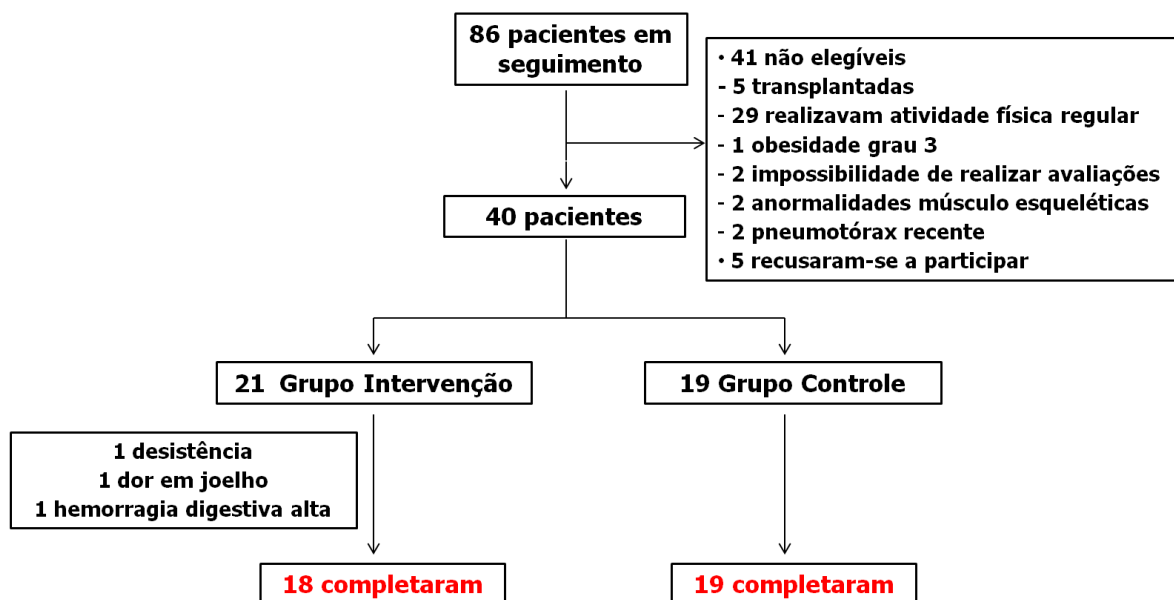 86 pacientes em
seguimento
· 41 não elegíveis
- 5 transplantadas
- 29 realizavam atividade física regular
- 1 obesidade grau 3
- 2 impossibilidade de realizar avaliações
- 2 anormalidades músculo esqueléticas
- 2 pneumotórax recente
· 5 recusaram-se a participar
40 pacientes
21 Grupo Intervenção
19 Grupo Controle
1 desistência
1 dor em joelho
1 hemorragia digestiva alta
18 completaram
19 completaram